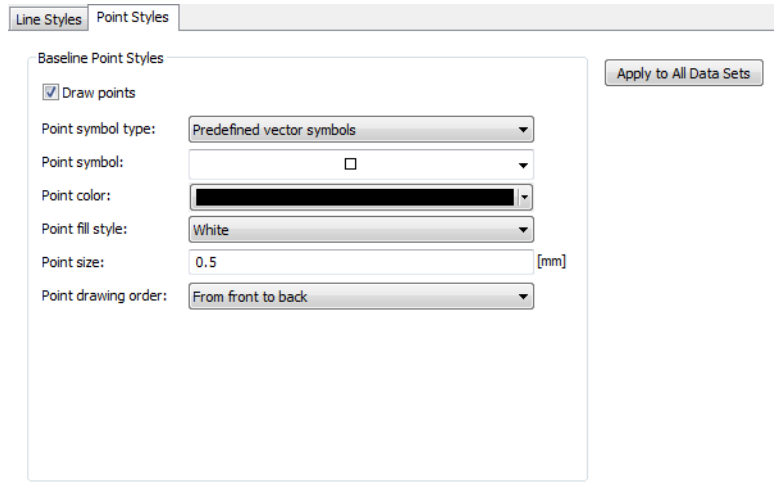 Line Styles Point Styles
Baseline Point Styles
Apply to All Data Sets
Draw points
Point symbol type: Predefined vector symbols
Point symbol:
Point color:
Point fill style: White
Point size: 0.5 [mm]
Point drawing order: From front to back